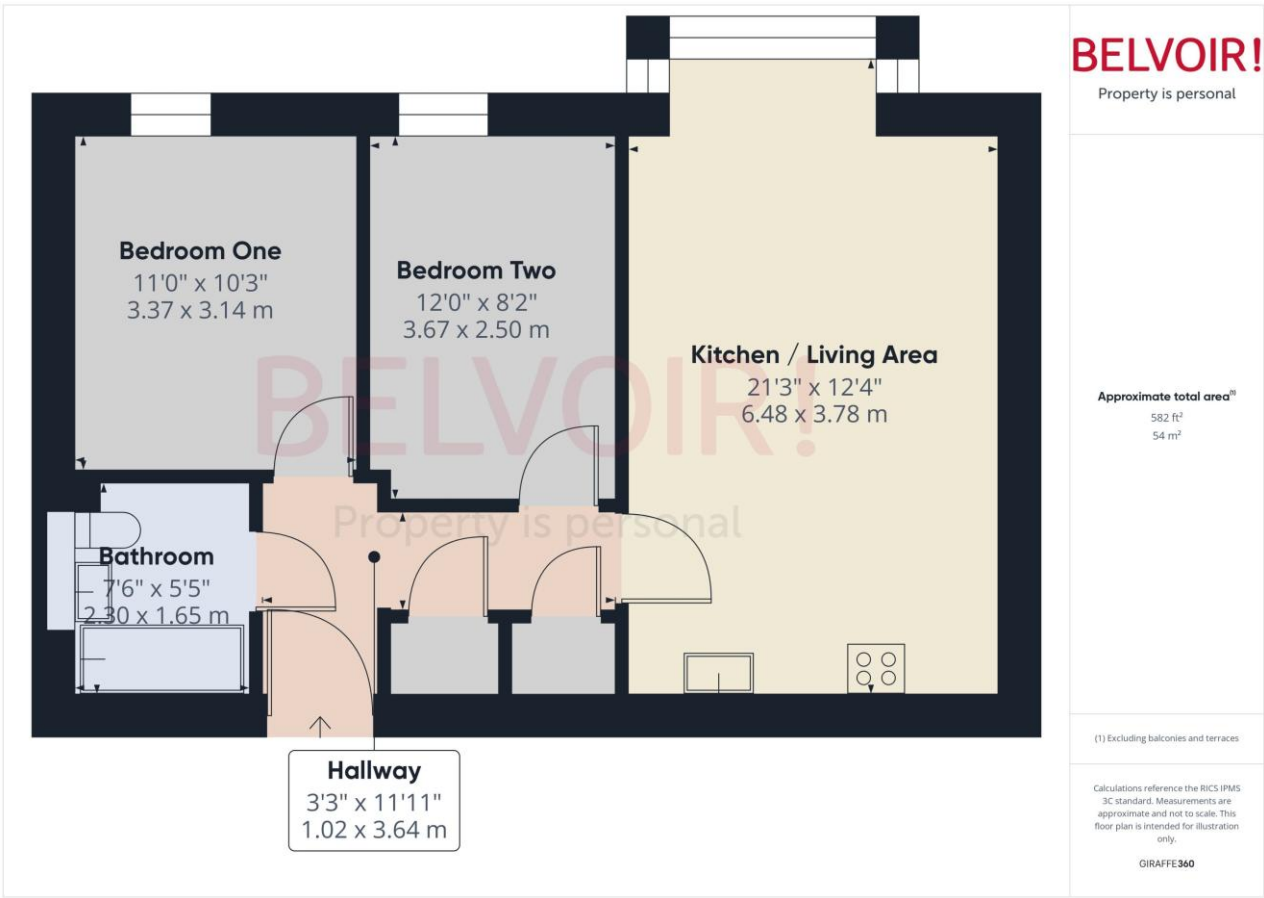 BELVOIR!
Property is personal
Bedroom One
11'0" x 10'3"
3.37 x 3.14 m
Bedroom Two
12'0" x 8'2"
3.67 x 2.50 m
Kitchen / Living Area
21'3" x 12'4"
6.48 x 3.78 m
BELVOIR!
Property is personal
Bathroom
7'6" x 5'5"
2.30 x 1.65 m
Hallway
3'3" x 11'11"
1.02 x 3.64 m
Approximate total area⁽¹⁾
582 ft²
54 m²
(1) Excluding balconies and terraces
Calculations reference the RICS IPMS
3C standard. Measurements are
approximate and not to scale. This
floor plan is intended for illustration
only.
GIRAFFE360